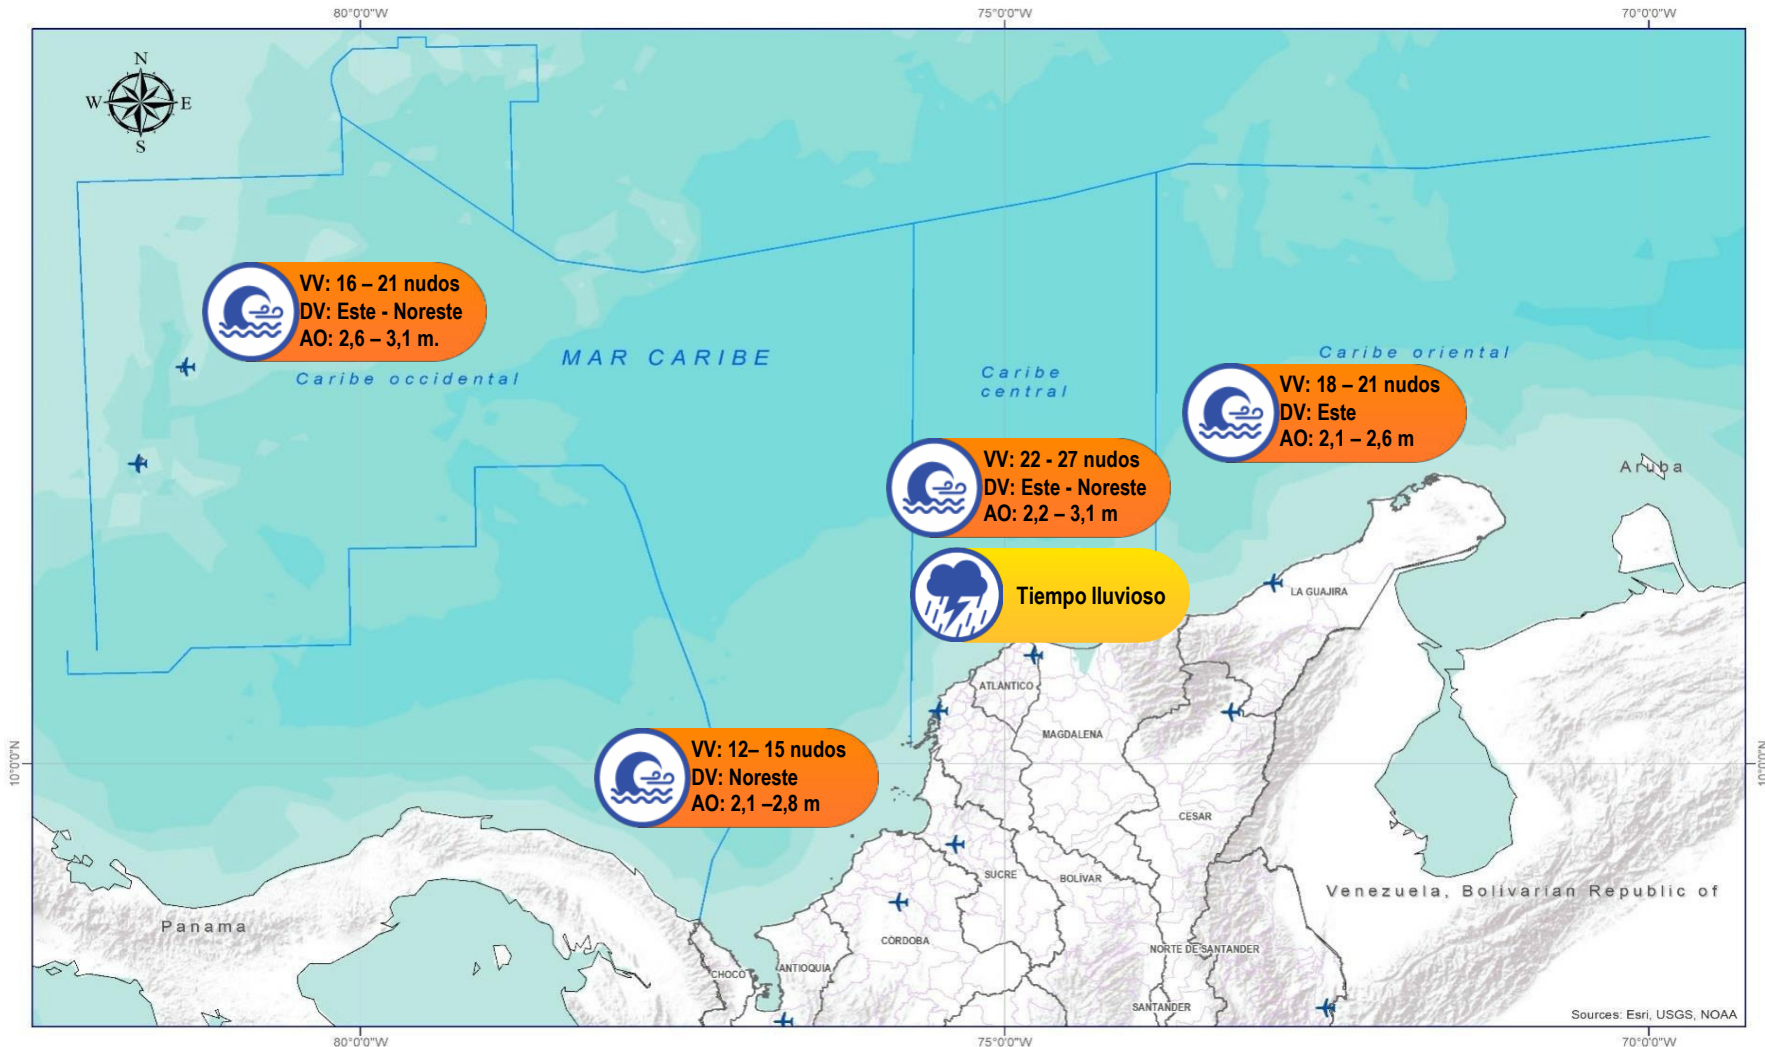 80°0'0"W
75°0'0"W
70°0'0"W
N
W
E
S
VV: 16 – 21 nudos
DV: Este - Noreste
AO: 2,6 – 3,1 m.
MAR CARIBE
Caribe occidental
Caribe
central
Caribe oriental
VV: 18 – 21 nudos
DV: Este
AO: 2,1 – 2,6 m
Aruba
VV: 22 - 27 nudos
DV: Este - Noreste
AO: 2,2 – 3,1 m
Tiempo lluvioso
LA GUAJIRA
ATLÁNTICO
MAGDALENA
10°0'0"N
10°0'0"N
VV: 12– 15 nudos
DV: Noreste
AO: 2,1 –2,8 m
CESAR
SUCRE
BOLÍVAR
Venezuela, Bolivarian Republic of
Panama
CÓRDOBA
NORTE DE SANTANDER
CHOCO
ANTIOQUIA
SANTANDER
Sources: Esri, USGS, NOAA
80°0'0"W
75°0'0"W
70°0'0"W